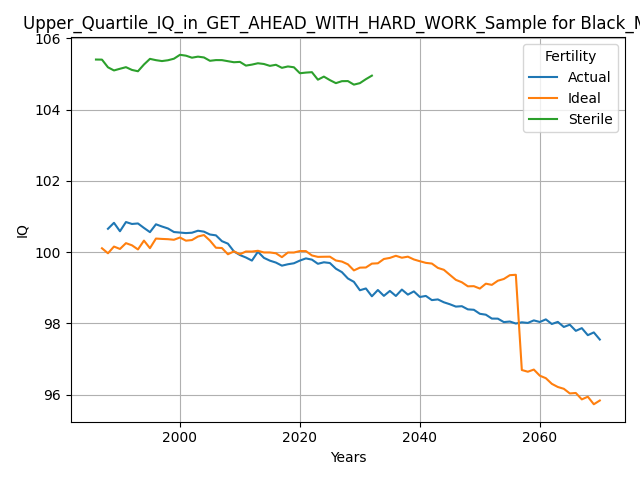 Upper_Quartile_IQ_in_GET_AHEAD_WITH_HARD_WORK_Sample for Black_M
Fertility
Actual
Ideal
Sterile
106
104
102
100
98
96
IQ
2000
2020
2040
2060
Years